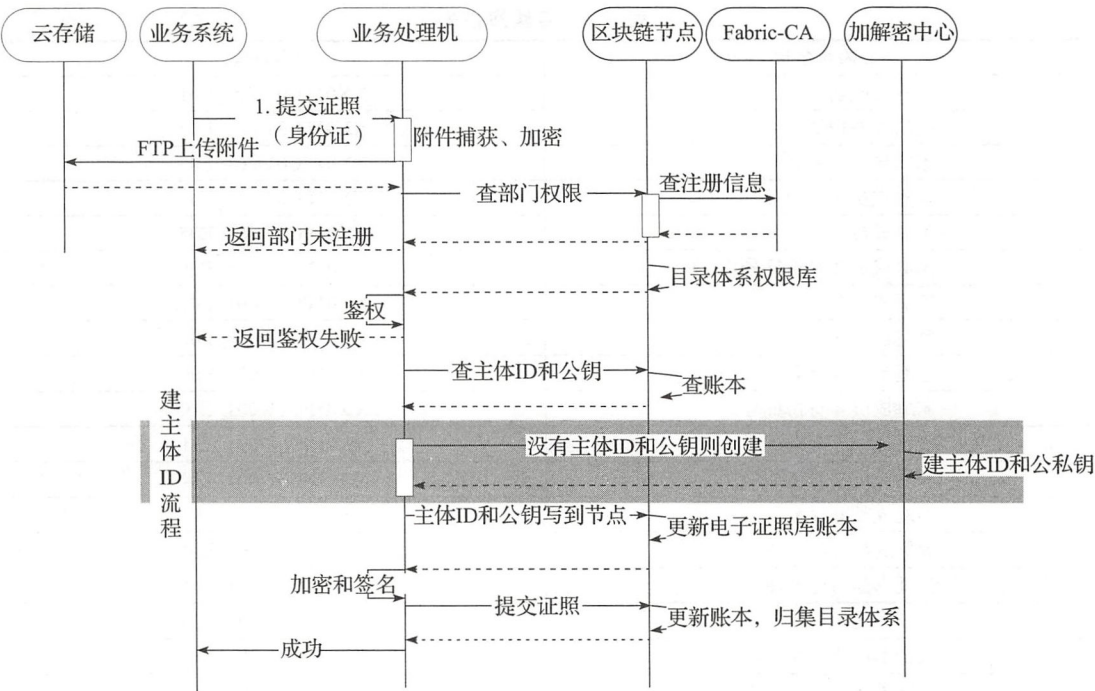 云存储
业务系统
业务处理机
区块链节点
Fabric-CA
加解密中心
1. 提交证照
（身份证）
附件捕获、加密
FTP上传附件
查部门权限
查注册信息
返回部门未注册
目录体系权限库
鉴权
返回鉴权失败
查主体ID和公钥
查账本
建主体ID流程
没有主体ID和公钥则创建
建主体ID和公私钥
主体ID和公钥写到节点
更新电子证照库账本
加密和签名
提交证照
更新账本，归集目录体系
成功